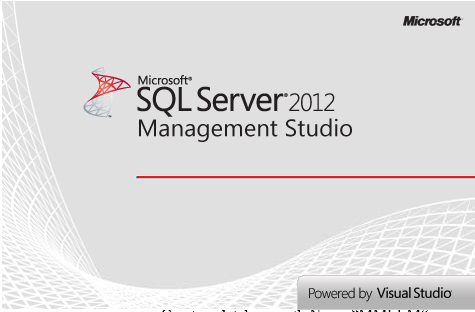 Microsoft
Microsoft®
SQL Server® 2012
Management Studio
Powered by Visual Studio